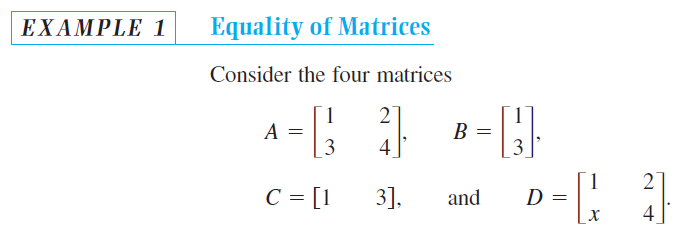 EXAMPLE 1 Equality of Matrices
Consider the four matrices
A = [1 2
3 4], B = [1
3],
C = [1 3], and D = [1 2
x 4].